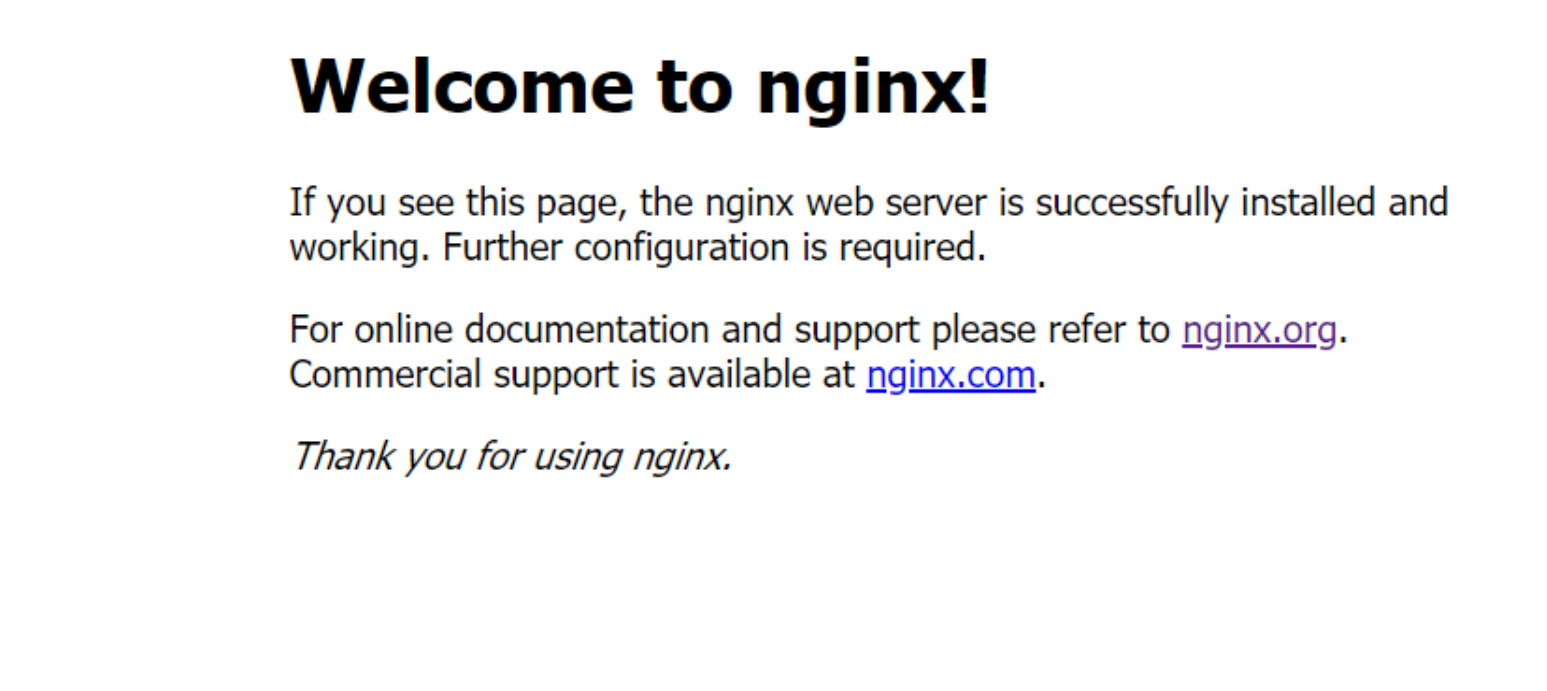 Welcome to nginx!
If you see this page, the nginx web server is successfully installed and
working. Further configuration is required.
For online documentation and support please refer to nginx.org.
Commercial support is available at nginx.com.
Thank you for using nginx.